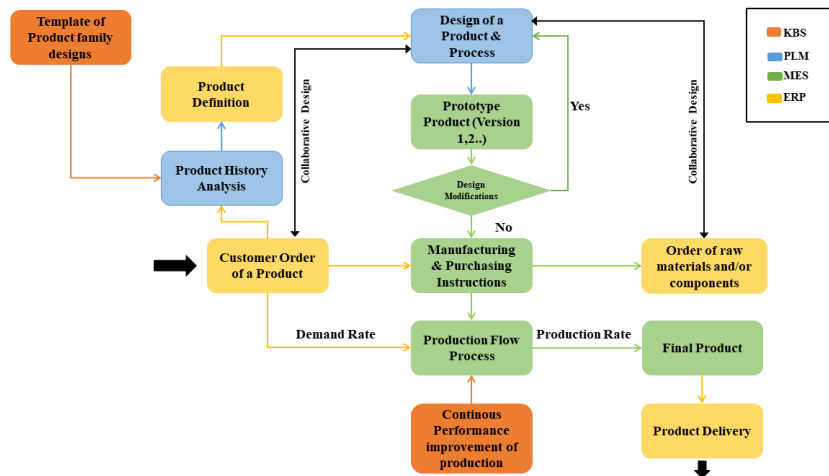 Template of
Product family
designs
Design of a
Product &
Process
KBS
PLM
MES
ERP
Product
Definition
Collaborative Design
Prototype
Product (Version
1,2..)
Yes
Collaborative Design
Product History
Analysis
Design
Modifications
No
Customer Order
of a Product
Manufacturing
& Purchasing
Instructions
Order of raw
materials and/or
components
Demand Rate
Production Flow
Process
Production Rate
Final Product
Continous
Performance
improvement of
production
Product Delivery